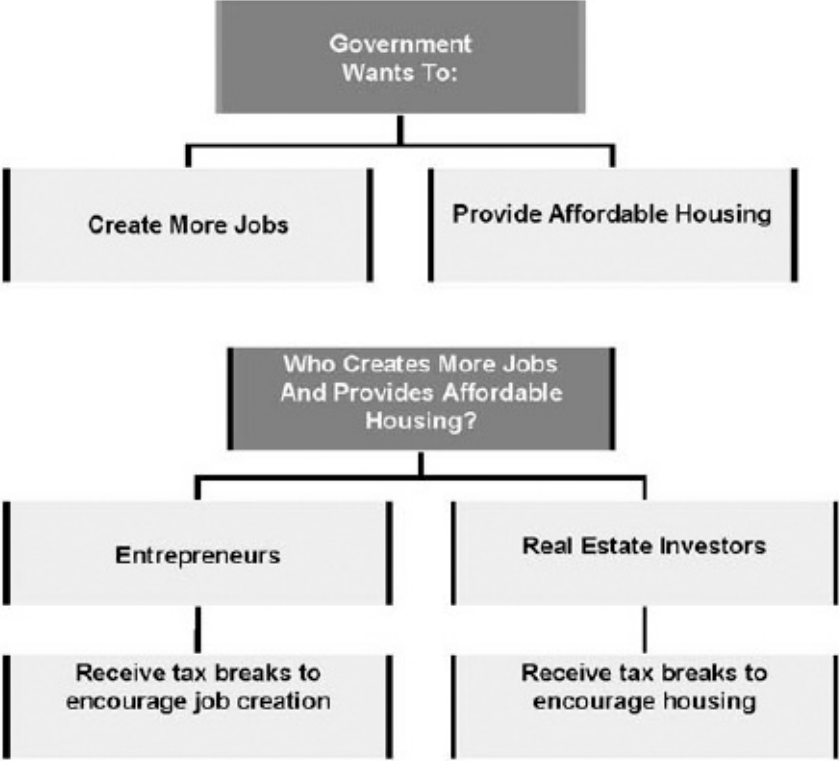 Government
Wants To:
Create More Jobs
Provide Affordable Housing
Who Creates More Jobs
And Provides Affordable
Housing?
Entrepreneurs
Real Estate Investors
Receive tax breaks to
encourage job creation
Receive tax breaks to
encourage housing